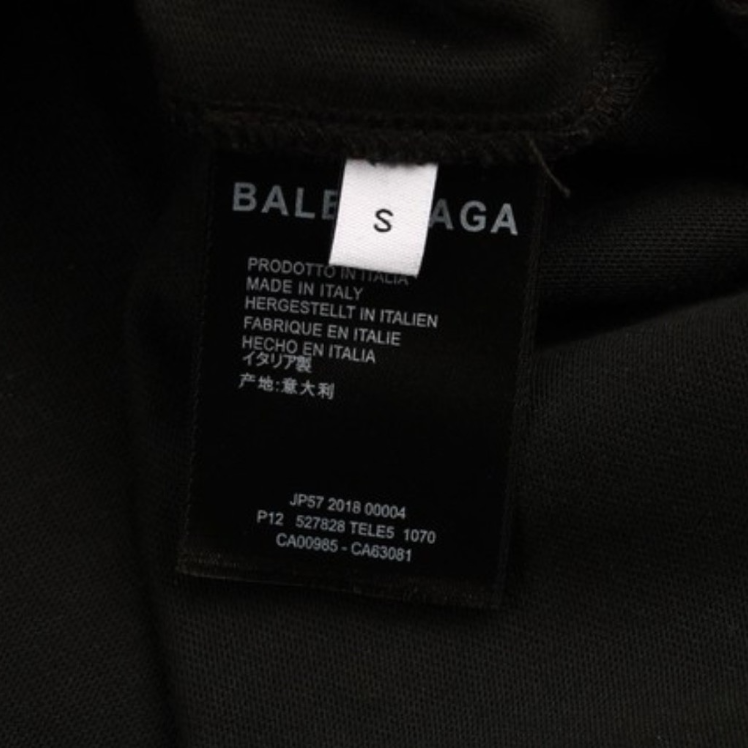 BALE AGA
S
PRODOTTO IN ITALIA
MADE IN ITALY
HERGESTELLT IN ITALIEN
FABRIQUE EN ITALIE
HECHO EN ITALIA
イタリア製
产地:意大利
JP57 2018 00004
P12 527828 TELE5 1070
CA00985 - CA63081